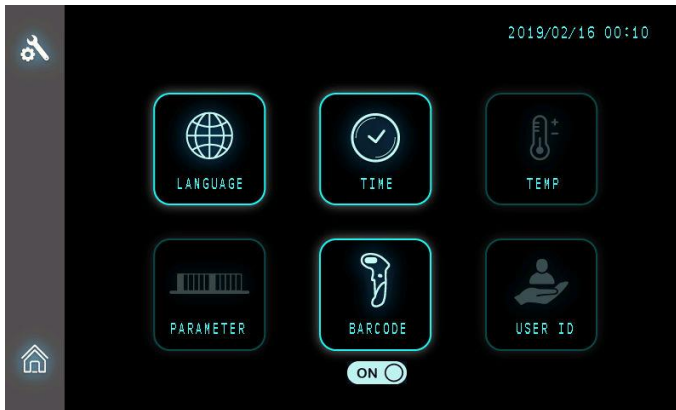 2019/02/16 00:10
LANGUAGE TIME TEMP
PARAMETER BARCODE USER ID
ON